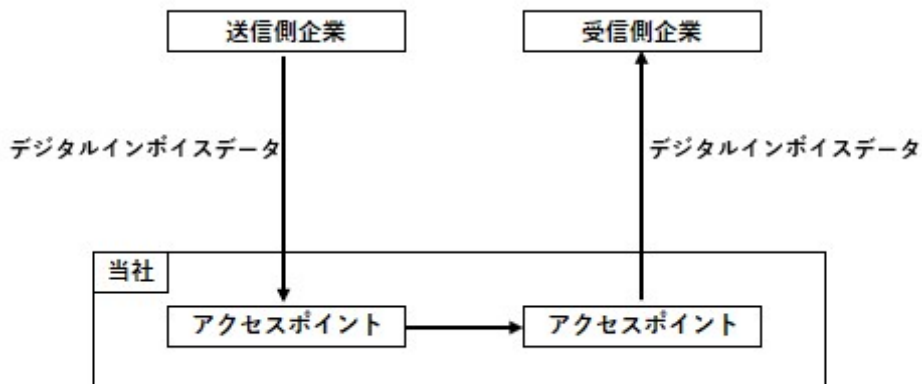 送信側企業
受信側企業
デジタルインボイスデータ
デジタルインボイスデータ
当社
アクセスポイント
アクセスポイント